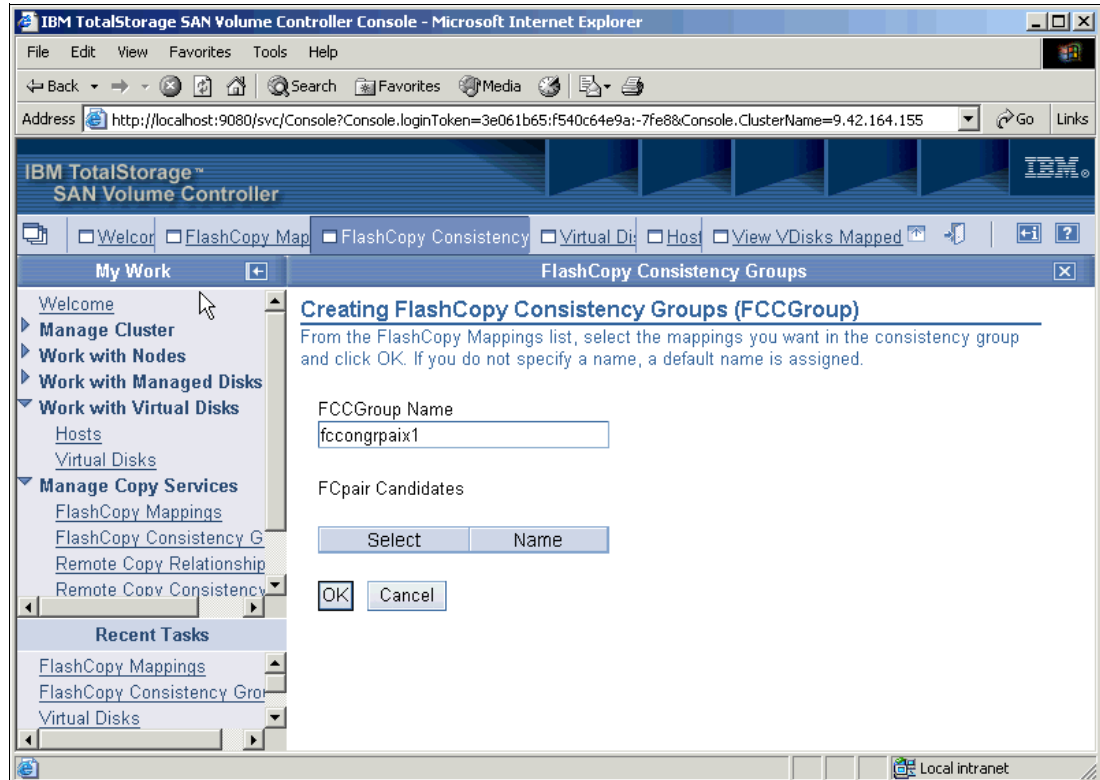 IBM TotalStorage SAN Volume Controller Console - Microsoft Internet Explorer
File Edit View Favorites Tools Help
Back Search Favorites Media
Address http://localhost:9080/svc/Console?Console.loginToken=3e061b65:f540c64e9a:-7fe8&Console.ClusterName=9.42.164.155 Go Links
IBM TotalStorage™
SAN Volume Controller
IBM®
Welcor FlashCopy Map FlashCopy Consistency Virtual Di Host View VDisks Mapped
My Work
Welcome
Manage Cluster
Work with Nodes
Work with Managed Disks
Work with Virtual Disks
Hosts
Virtual Disks
Manage Copy Services
FlashCopy Mappings
FlashCopy Consistency G
Remote Copy Relationship
Remote Copy Consistency
Recent Tasks
FlashCopy Mappings
FlashCopy Consistency Gro
Virtual Disks
FlashCopy Consistency Groups
Creating FlashCopy Consistency Groups (FCCGroup)
From the FlashCopy Mappings list, select the mappings you want in the consistency group
and click OK. If you do not specify a name, a default name is assigned.
FCCGroup Name
fccongrpaix1
FCpair Candidates
Select Name
OK Cancel
Local intranet